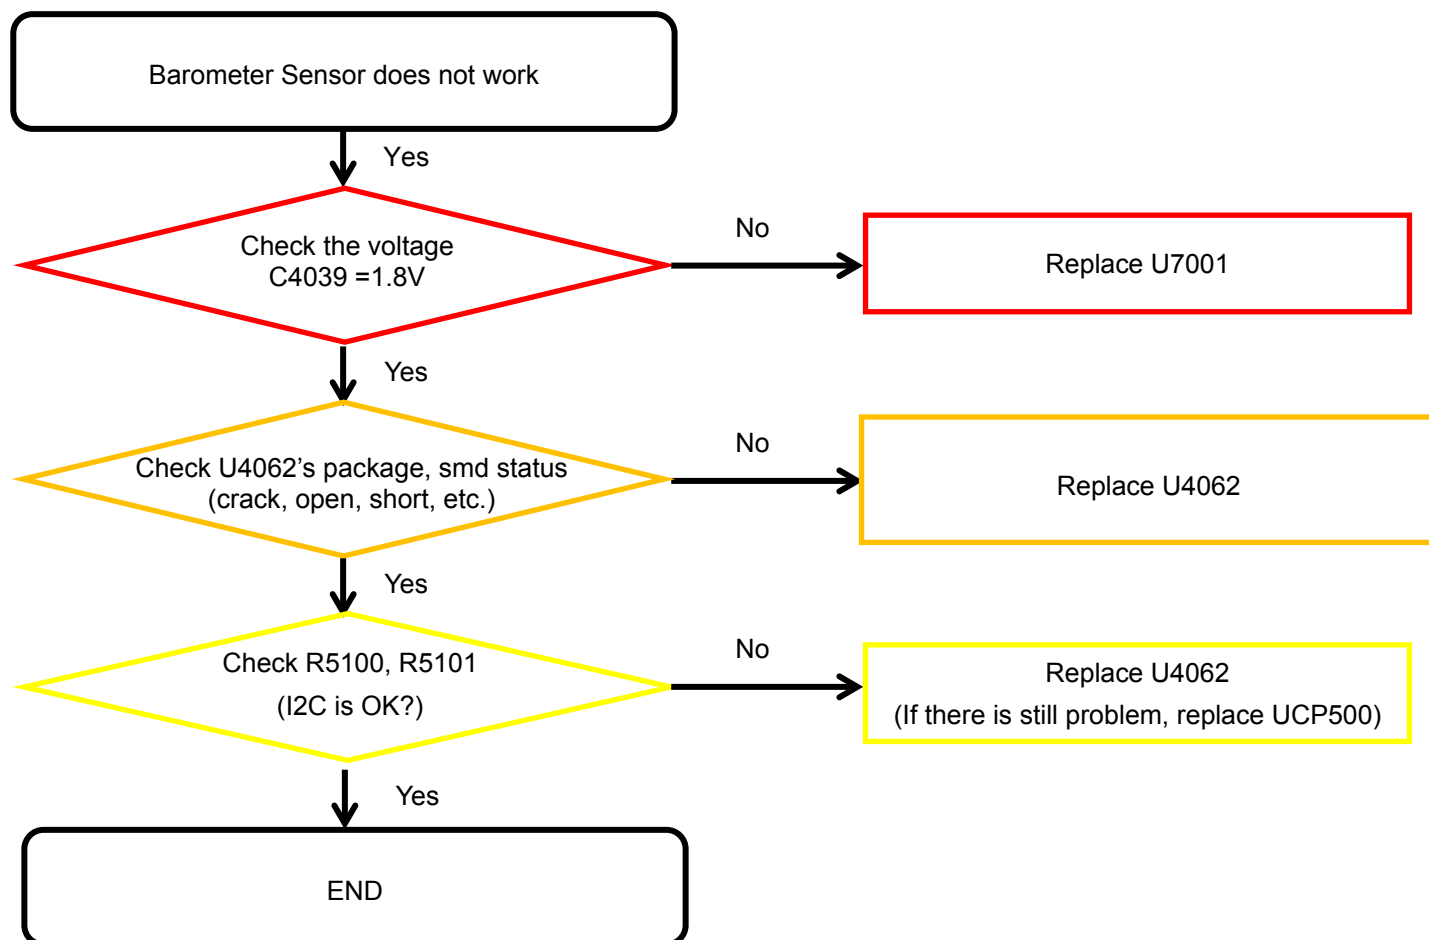 Barometer Sensor does not work
Yes
Check the voltage
C4039 =1.8V
No
Replace U7001
Yes
Check U4062’s package, smd status
(crack, open, short, etc.)
No
Replace U4062
Yes
Check R5100, R5101
(I2C is OK?)
No
Replace U4062
(If there is still problem, replace UCP500)
Yes
END